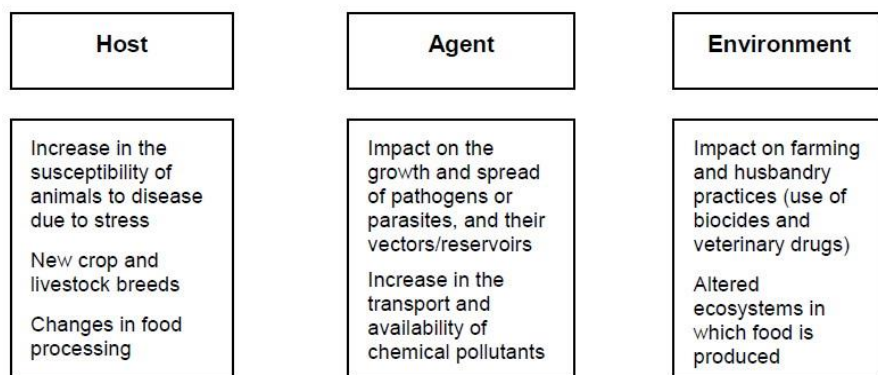 Host
Agent
Environment
Increase in the
susceptibility of
animals to disease
due to stress
New crop and
livestock breeds
Changes in food
processing
Impact on the
growth and spread
of pathogens or
parasites, and their
vectors/reservoirs
Increase in the
transport and
availability of
chemical pollutants
Impact on farming
and husbandry
practices (use of
biocides and
veterinary drugs)
Altered
ecosystems in
which food is
produced